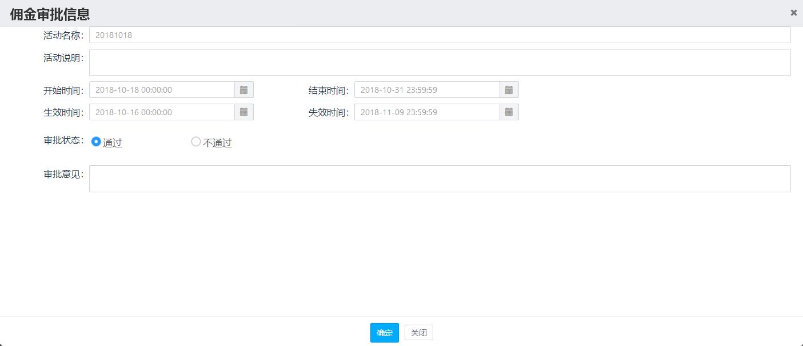 佣金审批信息
活动名称： 20181018
活动说明：
开始时间： 2018-10-18 00:00:00 结束时间： 2018-10-31 23:59:59
生效时间： 2018-10-16 00:00:00 失效时间： 2018-11-09 23:59:59
审批状态： 通过 不通过
审批意见：
确定 关闭